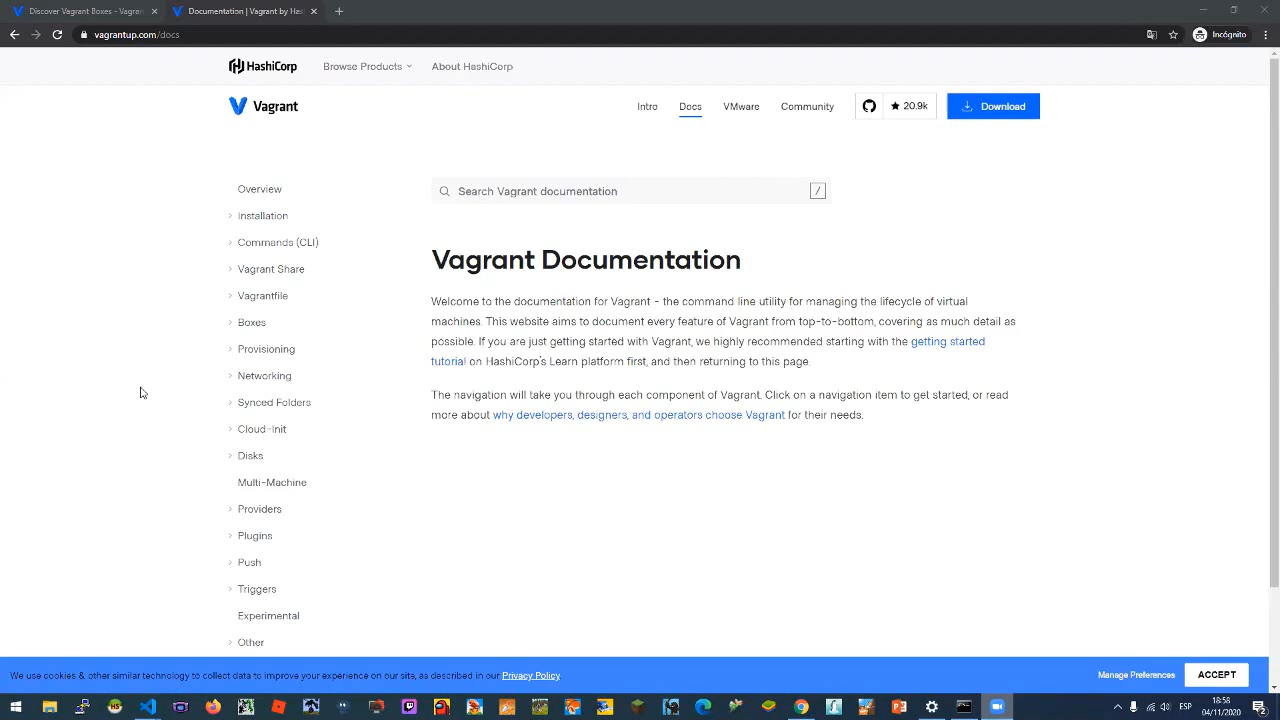 Discover Vagrant Boxes - Vagran
Documentation | Vagrant by Has
vagrantup.com/docs
Incógnito
HashiCorp
Browse Products
About HashiCorp
Vagrant
Intro
Docs
VMware
Community
20.9k
Download
Overview
Installation
Commands (CLI)
Vagrant Share
Vagrantfile
Boxes
Provisioning
Networking
Synced Folders
Cloud-Init
Disks
Multi-Machine
Providers
Plugins
Push
Triggers
Experimental
Other
Search Vagrant documentation
/
Vagrant Documentation
Welcome to the documentation for Vagrant - the command line utility for managing the lifecycle of virtual
machines. This website aims to document every feature of Vagrant from top-to-bottom, covering as much detail as
possible. If you are just getting started with Vagrant, we highly recommended starting with the getting started
tutorial on HashiCorp's Learn platform first, and then returning to this page.
The navigation will take you through each component of Vagrant. Click on a navigation item to get started, or read
more about why developers, designers, and operators choose Vagrant for their needs.
We use cookies & other similar technology to collect data to improve your experience on our site, as described in our Privacy Policy.
Manage Preferences
ACCEPT
ESP
18:58
04/11/2020